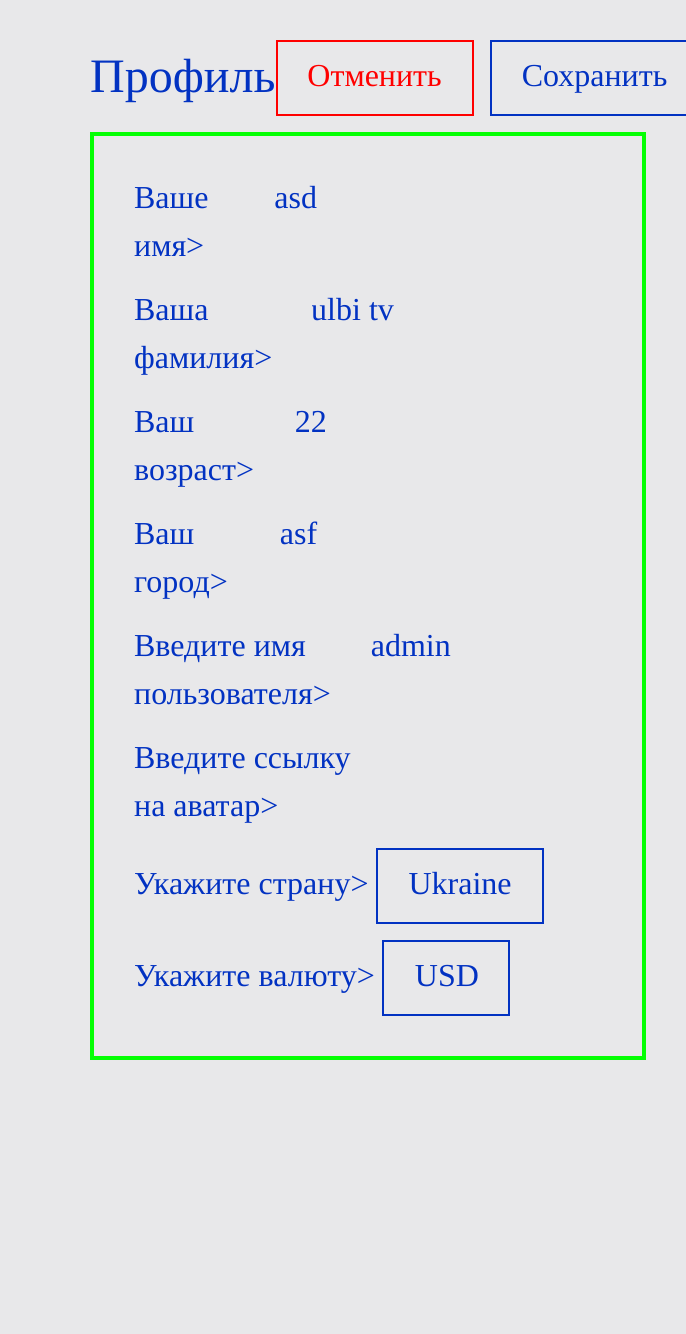 Профиль Отменить Сохранить
Ваше asd
имя>
Ваша ulbi tv
фамилия>
Ваш 22
возраст>
Ваш asf
город>
Введите имя admin
пользователя>
Введите ссылку
на аватар>
Укажите страну> Ukraine
Укажите валюту> USD